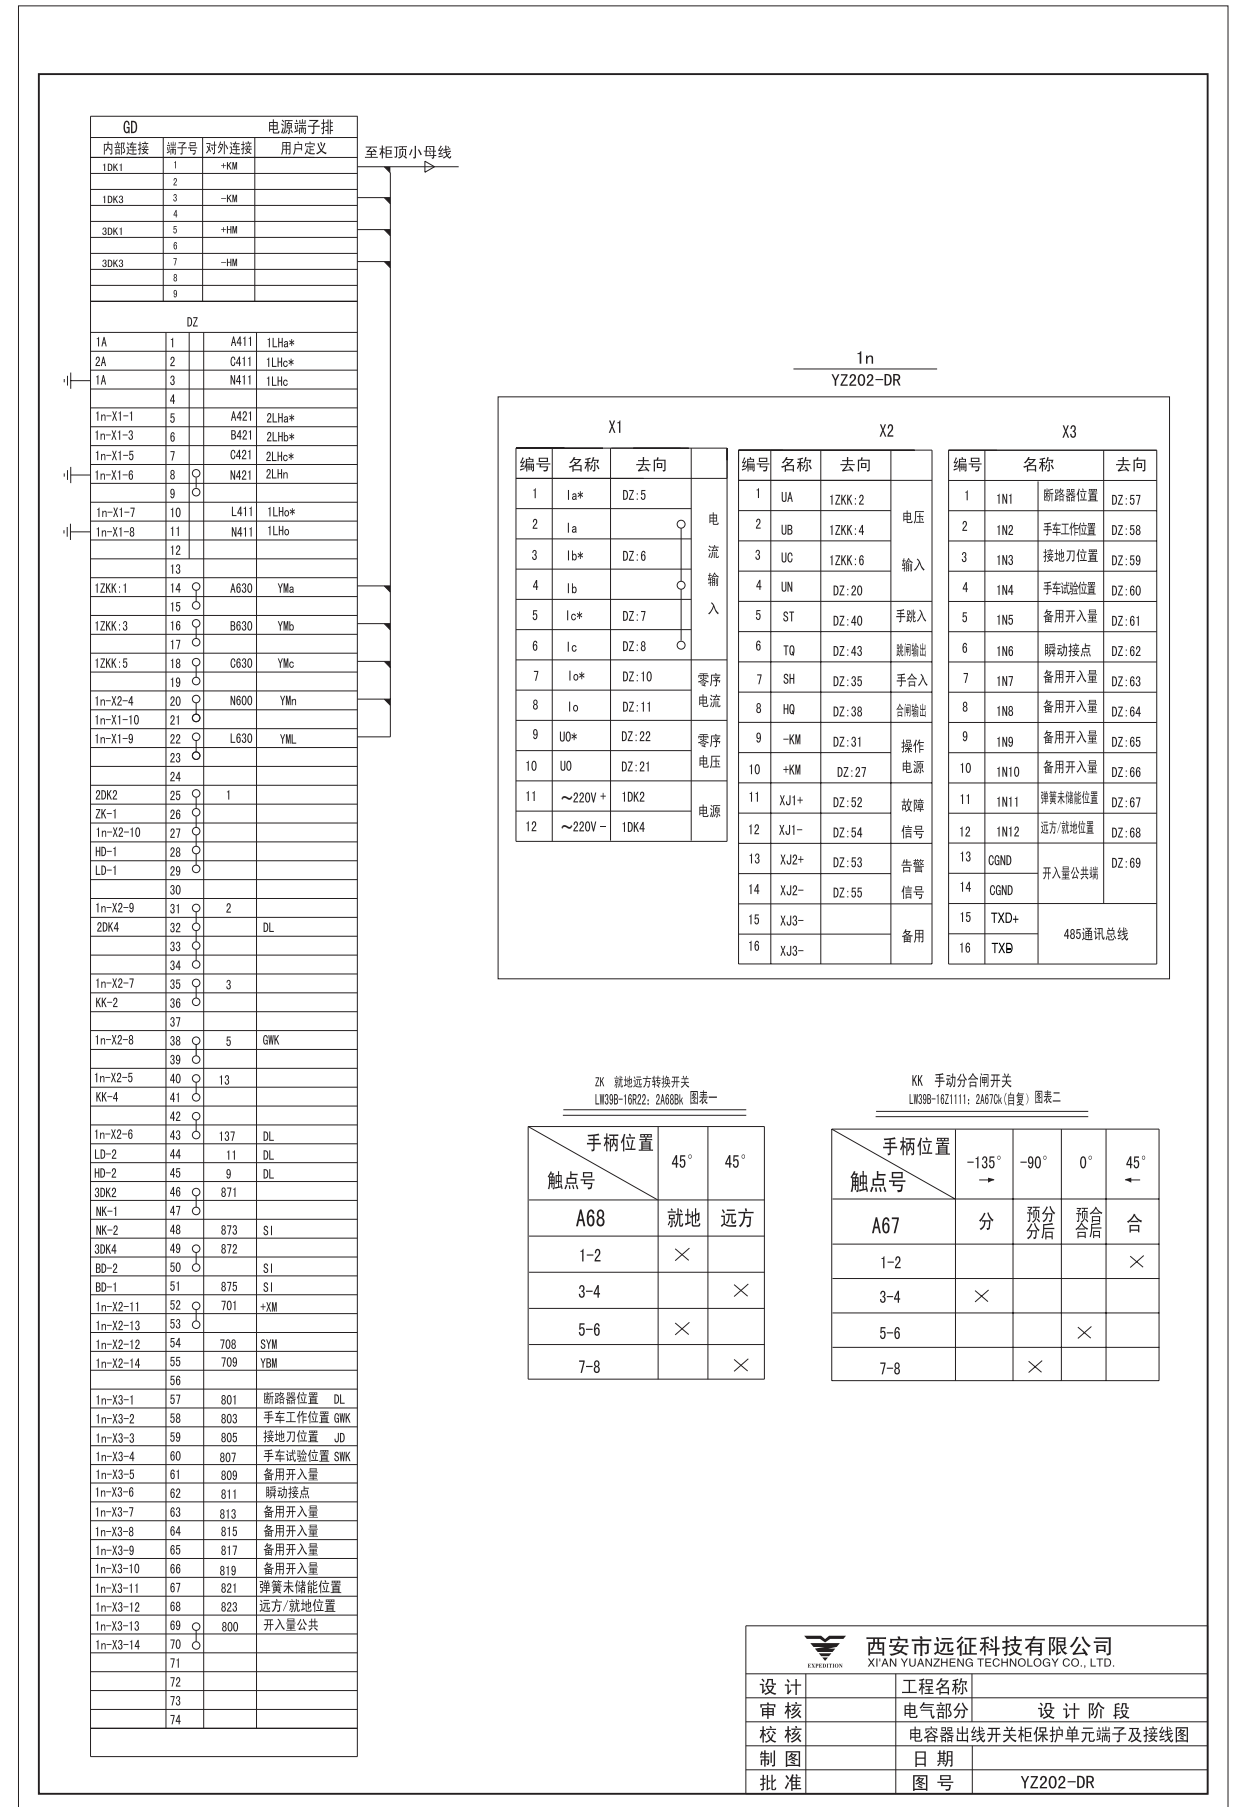 GD 电源端子排
内部连接 端子号 对外连接 用户定义
至柜顶小母线
1DK1 1 +KM
2
1DK3 3 -KM
4
3DK1 5 +HM
6
3DK3 7 -HM
8
9
DZ
1A 1 A411 1LHa*
2A 2 C411 1LHc*
1A 3 N411 1LHc
4
1n-X1-1 5 A421 2LHa*
1n-X1-3 6 B421 2LHb*
1n-X1-5 7 C421 2LHc*
1n-X1-6 8 N421 2LHn
9
1n-X1-7 10 L411 1LHo*
1n-X1-8 11 N411 1LHo
12
13
1ZKK:1 14 A630 YMa
15
1ZKK:3 16 B630 YMb
17
1ZKK:5 18 C630 YMc
19
1n-X2-4 20 N600 YMn
1n-X1-10 21
1n-X1-9 22 L630 YML
23
24
2DK2 25 1
ZK-1 26
1n-X2-10 27
HD-1 28
LD-1 29
30
1n-X2-9 31 2
2DK4 32 DL
33
34
1n-X2-7 35 3
KK-2 36
37
1n-X2-8 38 5 GWK
39
1n-X2-5 40 13
KK-4 41
42
1n-X2-6 43 137 DL
LD-2 44 11 DL
HD-2 45 9 DL
3DK2 46 871
NK-1 47
NK-2 48 873 SI
3DK4 49 872
BD-2 50 SI
BD-1 51 875 SI
1n-X2-11 52 701 +XM
1n-X2-13 53
1n-X2-12 54 708 SYM
1n-X2-14 55 709 YBM
56
1n-X3-1 57 801 断路器位置 DL
1n-X3-2 58 803 手车工作位置 GWK
1n-X3-3 59 805 接地刀位置 JD
1n-X3-4 60 807 手车试验位置 SWK
1n-X3-5 61 809 备用开入量
1n-X3-6 62 811 瞬动接点
1n-X3-7 63 813 备用开入量
1n-X3-8 64 815 备用开入量
1n-X3-9 65 817 备用开入量
1n-X3-10 66 819 备用开入量
1n-X3-11 67 821 弹簧未储能位置
1n-X3-12 68 823 远方/就地位置
1n-X3-13 69 800 开入量公共
1n-X3-14 70
71
72
73
74
1n
YZ202-DR
X1
编号 名称 去向
1 Ia* DZ:5
2 Ia
3 Ib* DZ:6
4 Ib
5 Ic* DZ:7
6 Ic DZ:8
电流输入
7 Io* DZ:10
8 Io DZ:11
零序电流
9 U0* DZ:22
10 U0 DZ:21
零序电压
11 ～220V+ 1DK2
12 ～220V- 1DK4
电源
X2
编号 名称 去向
1 UA 1ZKK:2
2 UB 1ZKK:4
3 UC 1ZKK:6
4 UN DZ:20
电压输入
5 ST DZ:40 手跳入
6 TQ DZ:43 跳闸输出
7 SH DZ:35 手合入
8 HQ DZ:38 合闸输出
9 -KM DZ:31
10 +KM DZ:27
操作电源
11 XJ1+ DZ:52
12 XJ1- DZ:54
故障信号
13 XJ2+ DZ:53
14 XJ2- DZ:55
告警信号
15 XJ3-
16 XJ3-
备用
X3
编号 名称 去向
1 1N1 断路器位置 DZ:57
2 1N2 手车工作位置 DZ:58
3 1N3 接地刀位置 DZ:59
4 1N4 手车试验位置 DZ:60
5 1N5 备用开入量 DZ:61
6 1N6 瞬动接点 DZ:62
7 1N7 备用开入量 DZ:63
8 1N8 备用开入量 DZ:64
9 1N9 备用开入量 DZ:65
10 1N10 备用开入量 DZ:66
11 1N11 弹簧未储能位置 DZ:67
12 1N12 远方/就地位置 DZ:68
13 CGND 开入量公共端 DZ:69
14 CGND
15 TXD+ 485通讯总线
16 TXD-
ZK 就地远方转换开关
LW39B-16R22; 2A68Bk 图表一
手柄位置 45° 45°
触点号
A68 就地 远方
1-2 ×
3-4 ×
5-6 ×
7-8 ×
KK 手动分合闸开关
LW39B-16Z1111; 2A67Ck(自复) 图表二
手柄位置 -135° -90° 0° 45°
触点号 → ←
A67 分 预分分后 预合合后 合
1-2 ×
3-4 ×
5-6 ×
7-8 ×
EXPEDITION
西安市远征科技有限公司
XI'AN YUANZHENG TECHNOLOGY CO., LTD.
设计 工程名称
审核 电气部分 设计阶段
校核 电容器出线开关柜保护单元端子及接线图
制图 日期
批准 图号 YZ202-DR